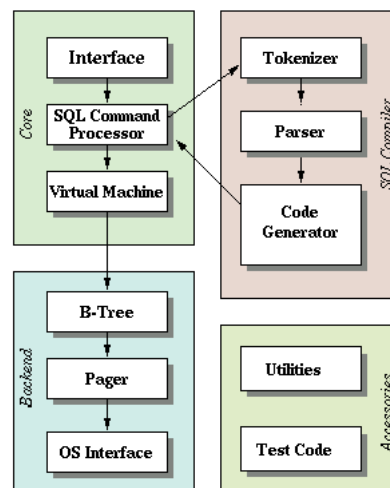 Core
Interface
SQL Command
Processor
Virtual Machine
SQL Compiler
Tokenizer
Parser
Code
Generator
Backend
B-Tree
Pager
OS Interface
Accessories
Utilities
Test Code